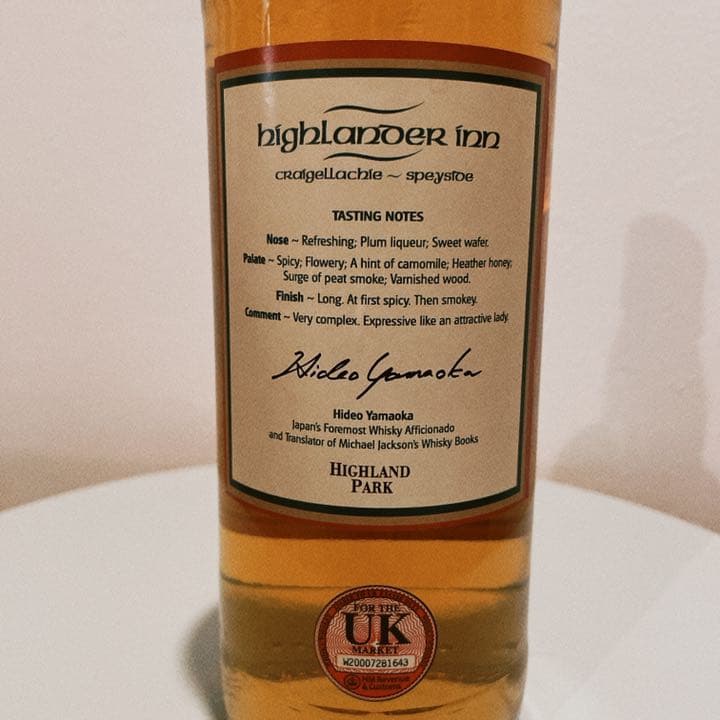 highlander inn
craigellachie ~ speyside
TASTING NOTES
Nose ~ Refreshing; Plum liqueur; Sweet wafer.
Palate ~ Spicy; Flowery; A hint of camomile; Heather honey;
Surge of peat smoke; Varnished wood.
Finish ~ Long. At first spicy. Then smokey.
Comment ~ Very complex. Expressive like an attractive lady.
Hideo Yamaoka
Hideo Yamaoka
Japan's Foremost Whisky Afficionado
and Translator of Michael Jackson's Whisky Books
HIGHLAND
PARK
FOR THE
UK
MARKET
W20007281643
HM Revenue
& Customs